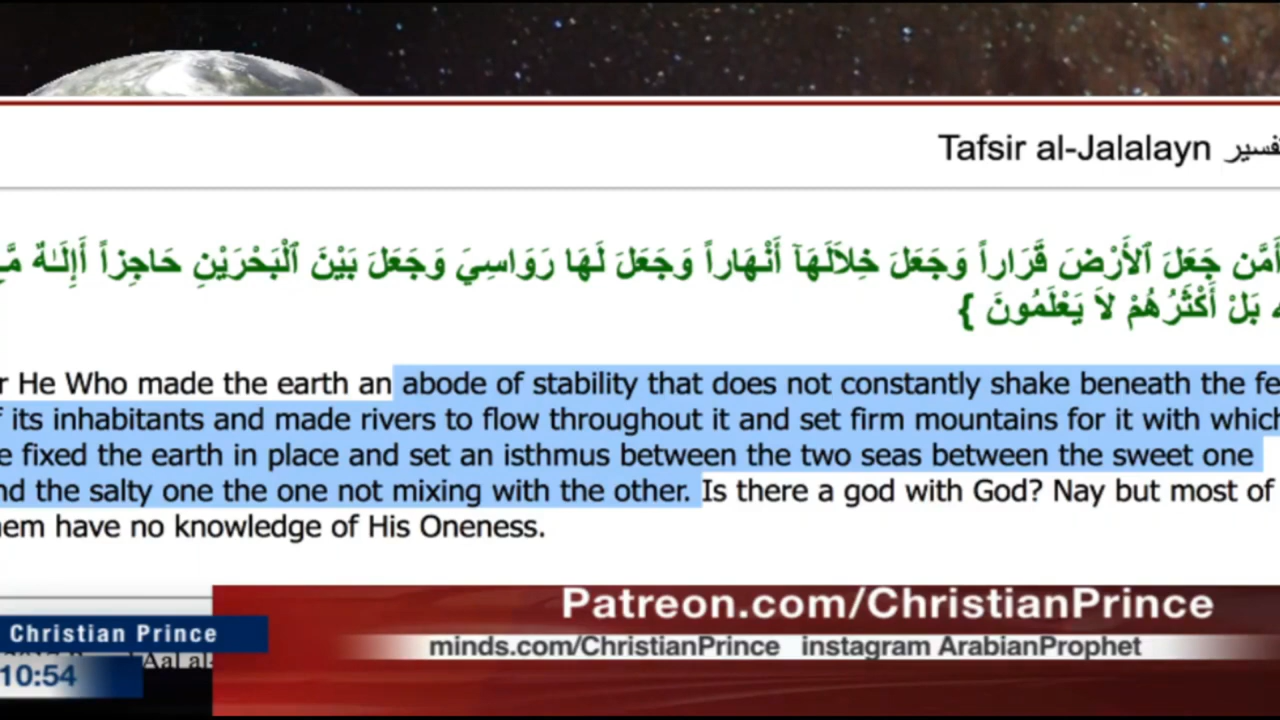 Tafsir al-Jalalayn
جَعَلَ ٱلأَرْضَ قَرَاراً وَجَعَلَ خِلاَلَهَآ أَنْهَاراً وَجَعَلَ لَهَا رَوَاسِيَ وَجَعَلَ بَيْنَ ٱلْبَحْرَيْنِ حَاجِزاً أَإِلَـٰهٌ
بَلْ أَكْثَرُهُمْ لاَ يَعْلَمُونَ }
He Who made the earth an abode of stability that does not constantly shake beneath the
its inhabitants and made rivers to flow throughout it and set firm mountains for it with which
fixed the earth in place and set an isthmus between the two seas between the sweet one
the salty one the one not mixing with the other. Is there a god with God? Nay but most of
have no knowledge of His Oneness.
Patreon.com/ChristianPrince
Christian Prince
minds.com/ChristianPrince instagram ArabianProphet
10:54